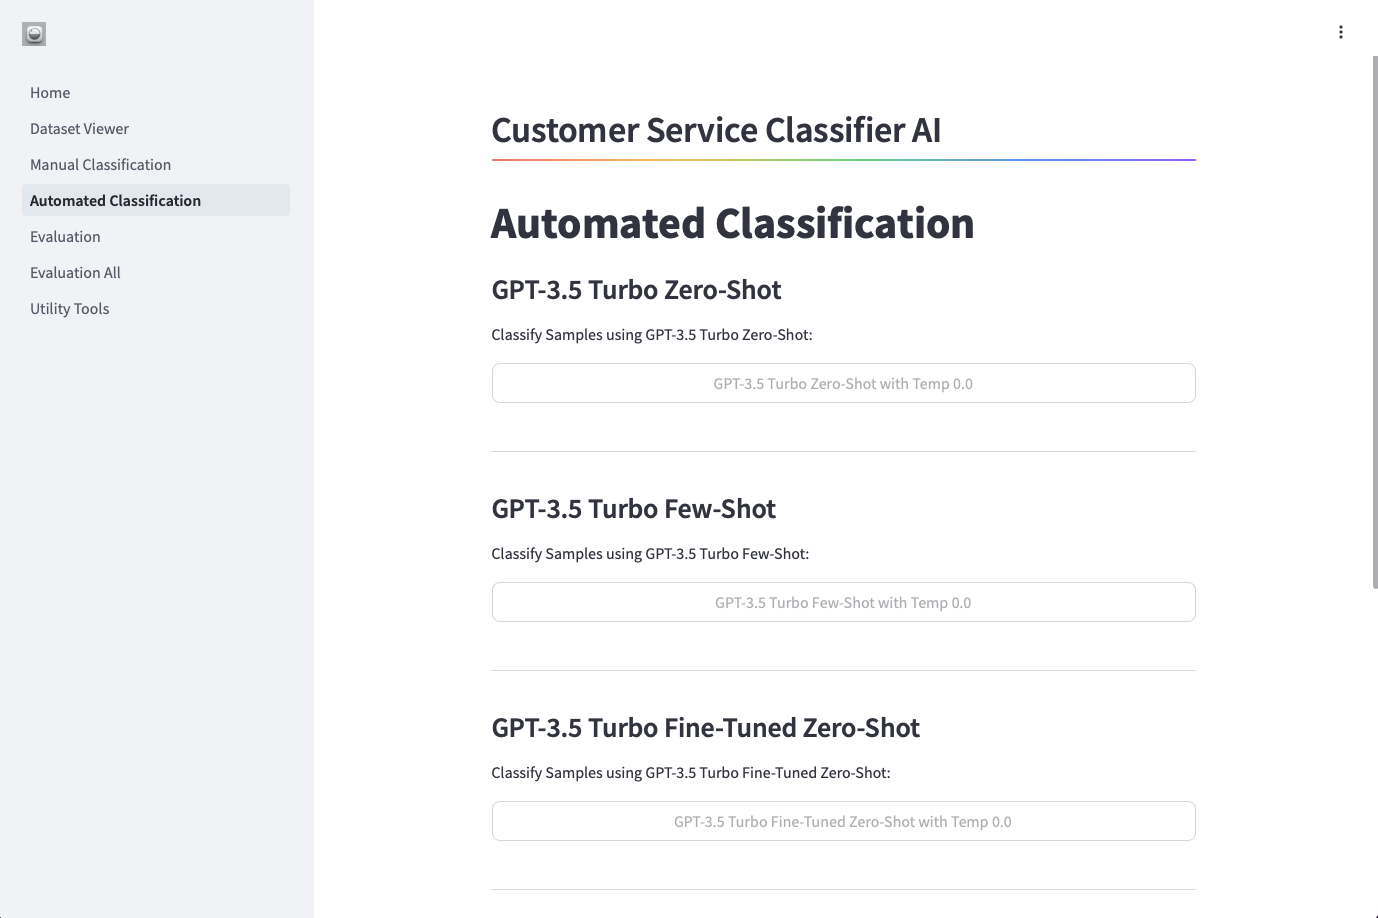 Home
Dataset Viewer
Manual Classification
Automated Classification
Evaluation
Evaluation All
Utility Tools
Customer Service Classifier AI
Automated Classification
GPT-3.5 Turbo Zero-Shot
Classify Samples using GPT-3.5 Turbo Zero-Shot:
GPT-3.5 Turbo Zero-Shot with Temp 0.0
GPT-3.5 Turbo Few-Shot
Classify Samples using GPT-3.5 Turbo Few-Shot:
GPT-3.5 Turbo Few-Shot with Temp 0.0
GPT-3.5 Turbo Fine-Tuned Zero-Shot
Classify Samples using GPT-3.5 Turbo Fine-Tuned Zero-Shot:
GPT-3.5 Turbo Fine-Tuned Zero-Shot with Temp 0.0